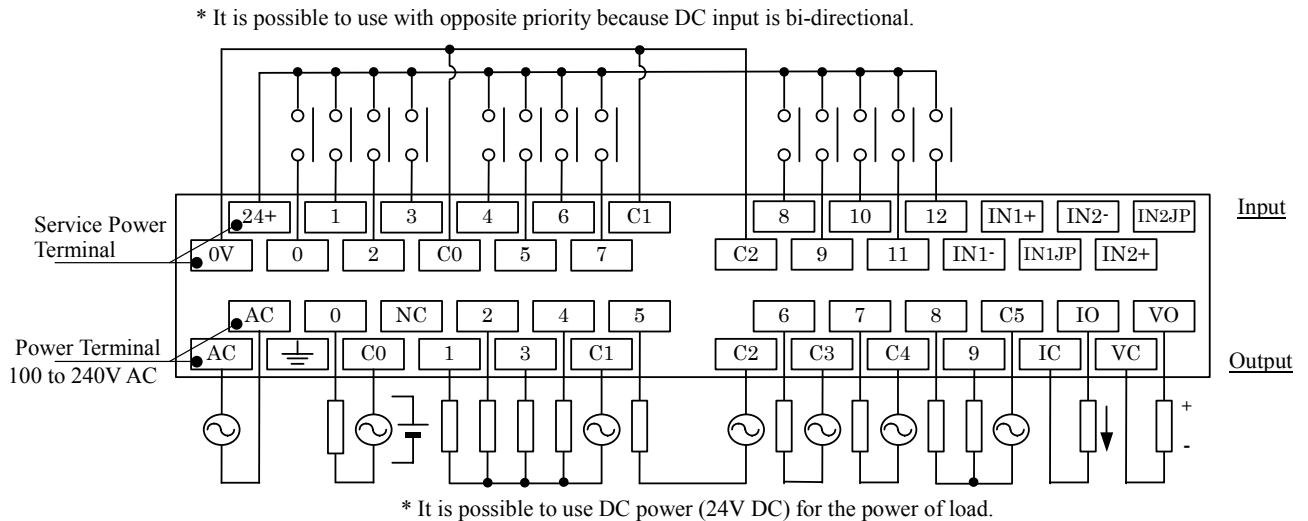 * It is possible to use with opposite priority because DC input is bi-directional.
24+ 1 3 4 6 C1 8 10 12 IN1+ IN2- IN2JP
Service Power
Terminal
Input
0V 0 2 C0 5 7 C2 9 11 IN1- IN1JP IN2+
AC 0 NC 2 4 5 6 7 8 C5 IO VO
Power Terminal
100 to 240V AC
AC C0 1 3 C1 C2 C3 C4 9 IC VC
Output
+
-
* It is possible to use DC power (24V DC) for the power of load.